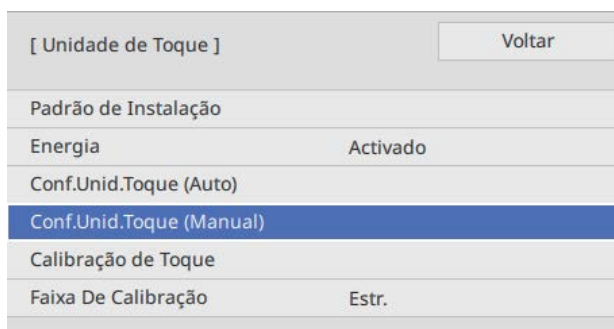 [ Unidade de Toque ] Voltar
Padrão de Instalação
Energia Activado
Conf.Unid.Toque (Auto)
Conf.Unid.Toque (Manual)
Calibração de Toque
Faixa De Calibração Estr.